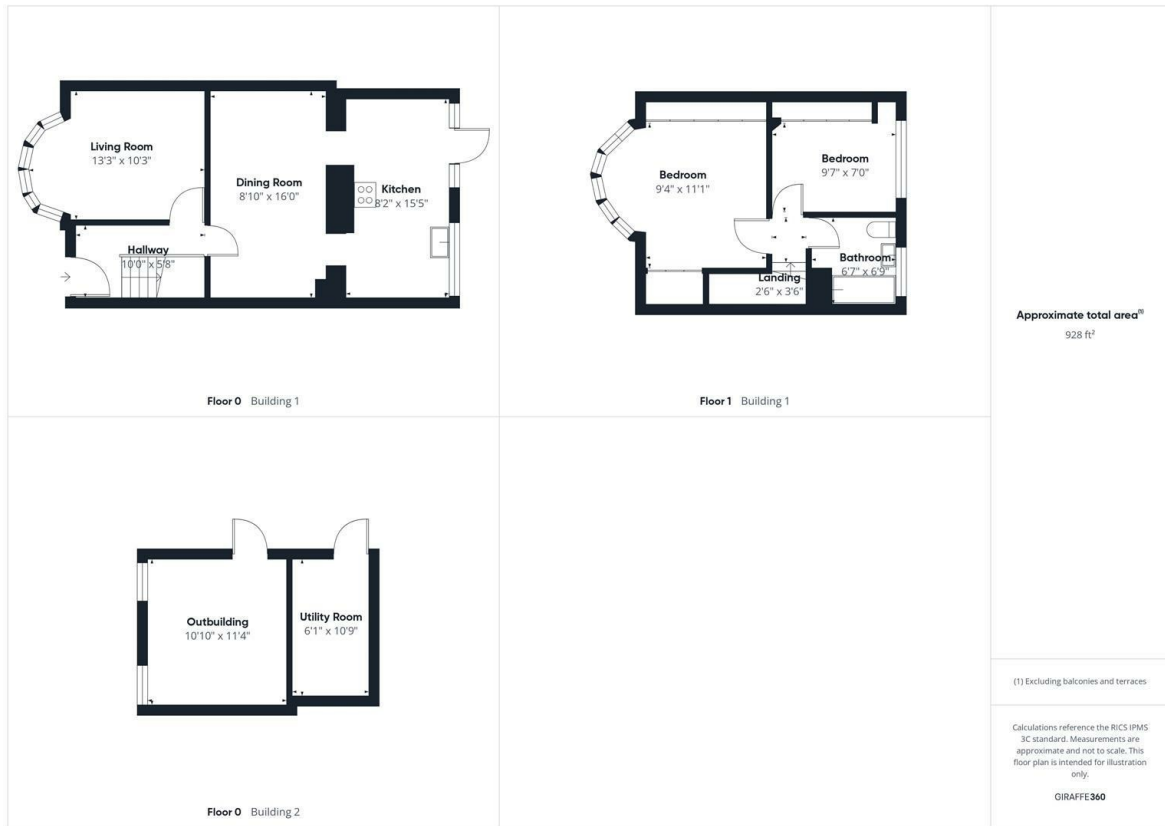 Living Room
13'3" x 10'3"
Dining Room
8'10" x 16'0"
Kitchen
8'2" x 15'5"
Hallway
10'0" x 5'8"
Floor 0 Building 1
Bedroom
9'4" x 11'1"
Bedroom
9'7" x 7'0"
Bathroom
6'7" x 6'9"
Landing
2'6" x 3'6"
Floor 1 Building 1
Outbuilding
10'10" x 11'4"
Utility Room
6'1" x 10'9"
Floor 0 Building 2
Approximate total area(1)
928 ft²
(1) Excluding balconies and terraces
Calculations reference the RICS IPMS
3C standard. Measurements are
approximate and not to scale. This
floor plan is intended for illustration
only.
GIRAFFE360